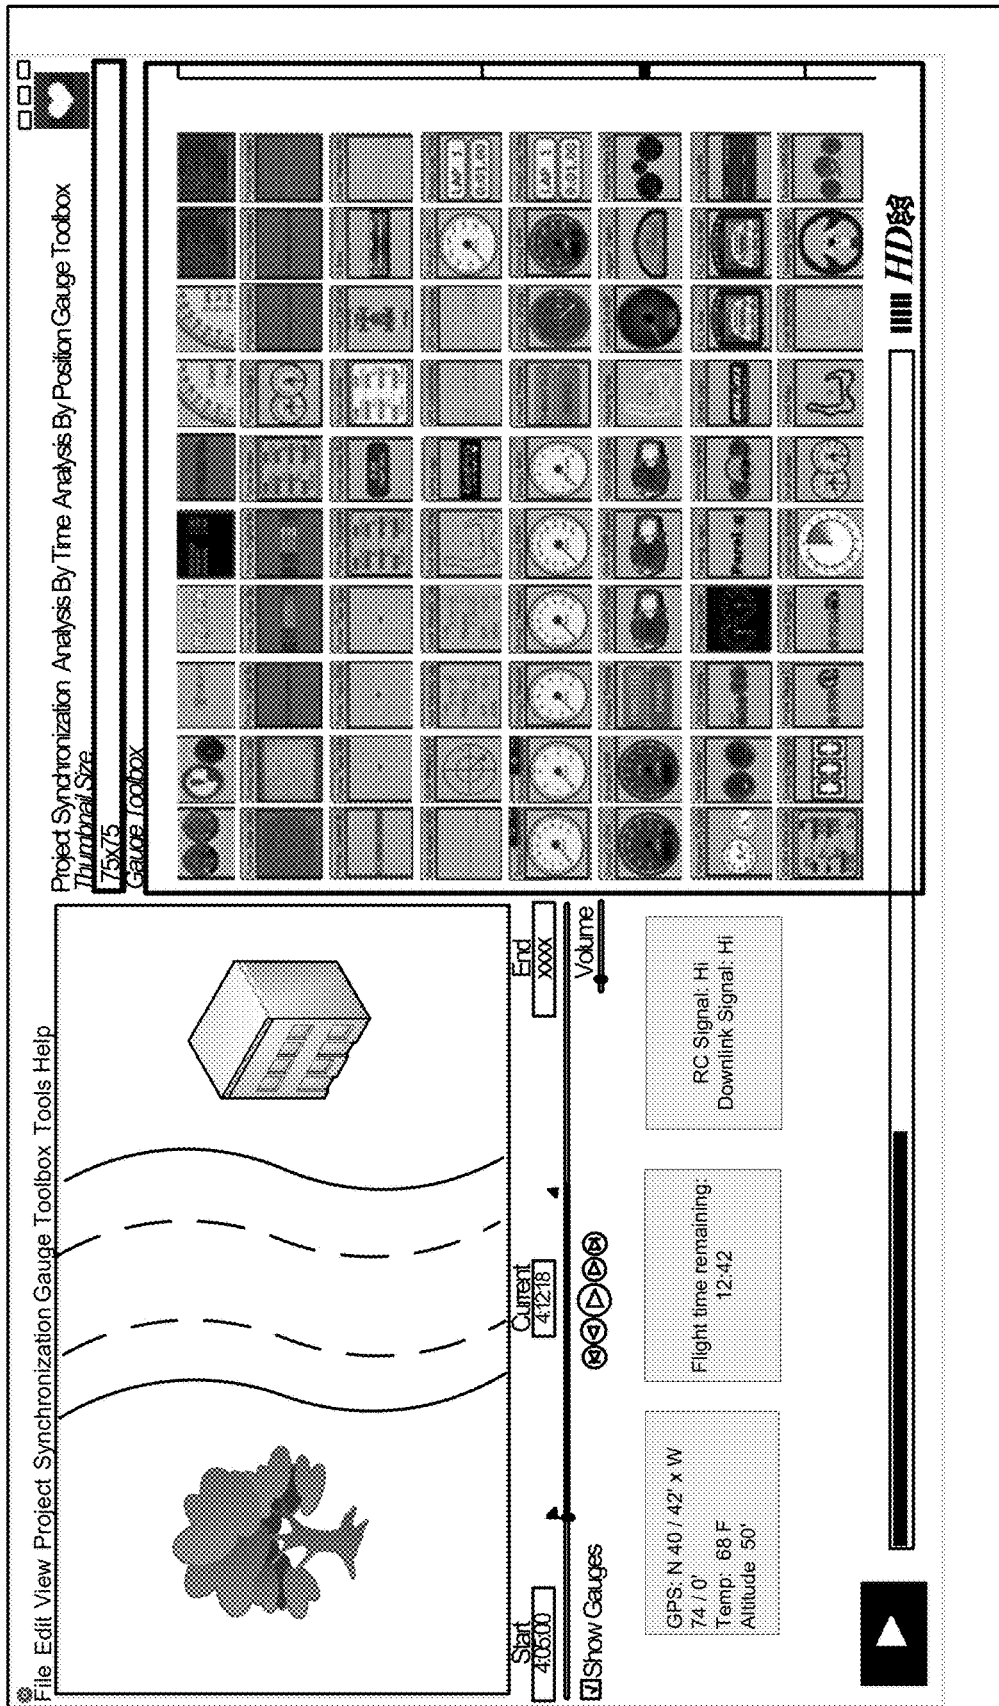 File Edit View Project Synchronization Gauge Toolbox Tools Help
Project Synchronization Analysis By Time Analysis By Position Gauge Toolbox
Thumbnail Size
75x75
Gauge Toolbox
Start
4:05:00
Current
4:12:18
End
xxxx
Show Gauges
Volume
GPS: N 40 / 42' x W
74 / 0'
Temp: 68 F
Altitude 50'
Flight time remaining:
12:42
RC Signal: Hi
Downlink Signal: Hi
HD